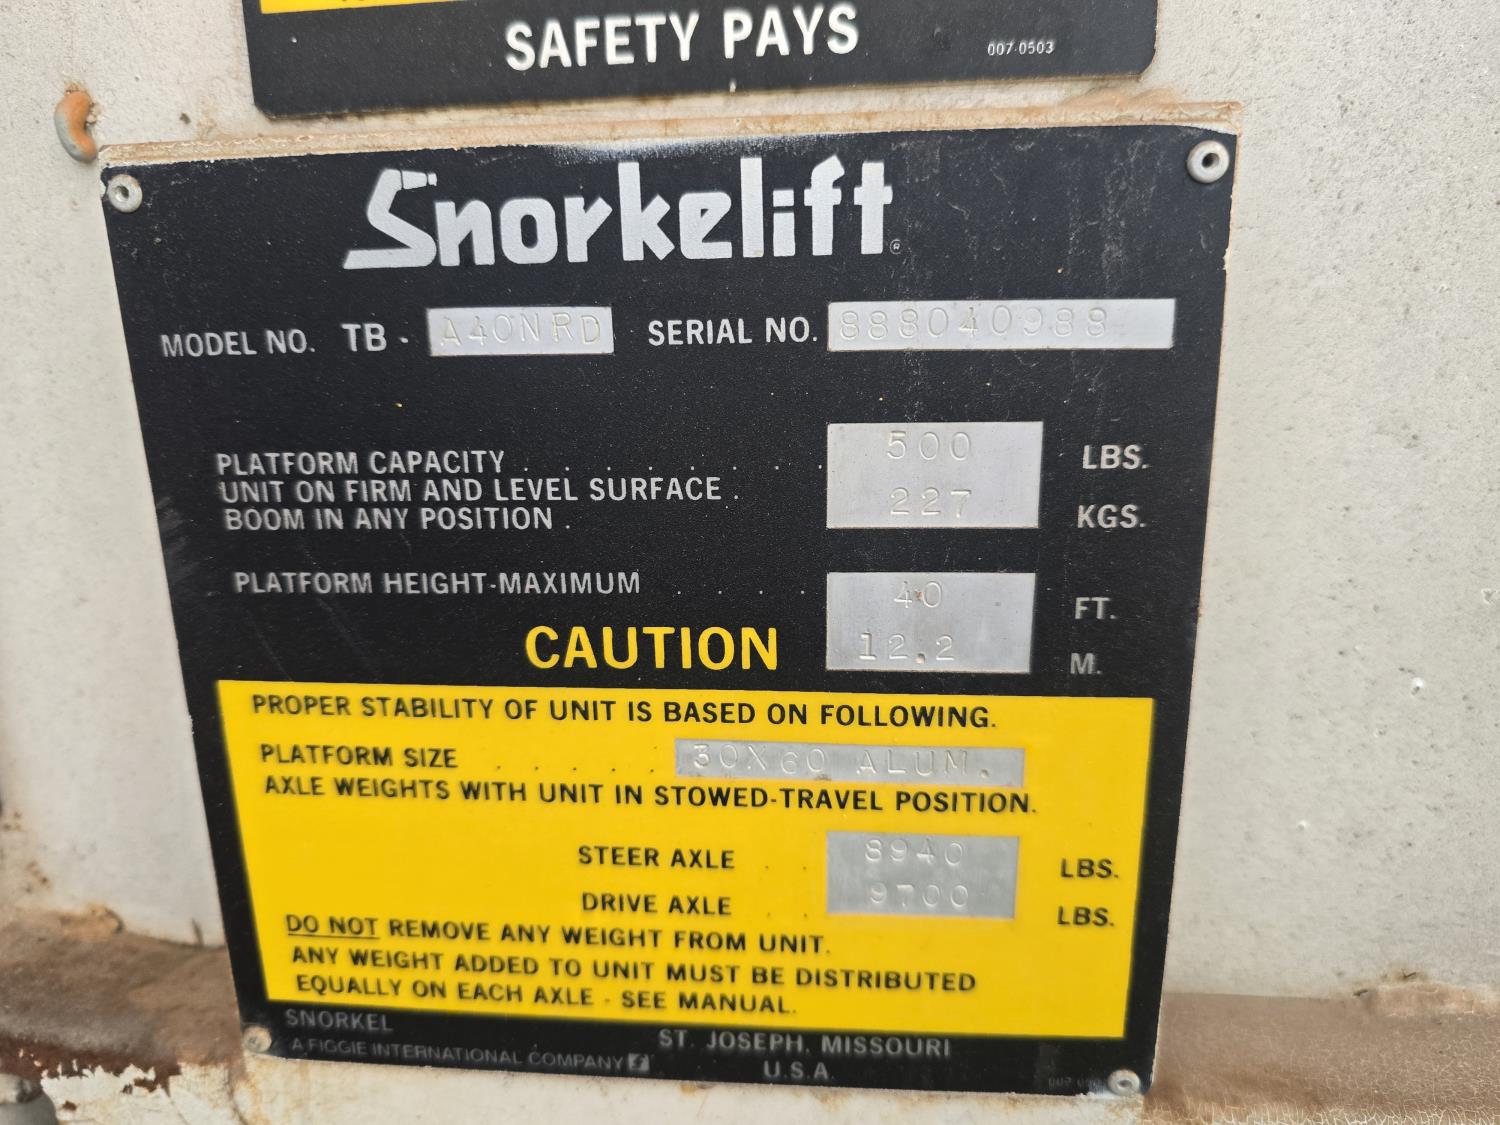 SAFETY PAYS
007-0503
Snorkelift ®
MODEL NO. TB - A40NRD SERIAL NO. 888040988
PLATFORM CAPACITY . . . . . . . . 500 LBS.
UNIT ON FIRM AND LEVEL SURFACE .
BOOM IN ANY POSITION . 227 KGS.
PLATFORM HEIGHT-MAXIMUM . . . . 40 FT.
CAUTION 12.2 M.
PROPER STABILITY OF UNIT IS BASED ON FOLLOWING.
PLATFORM SIZE . . . . . 30X60 ALUM.
AXLE WEIGHTS WITH UNIT IN STOWED-TRAVEL POSITION.
STEER AXLE . . 8940 LBS.
DRIVE AXLE . . 9700 LBS.
DO NOT REMOVE ANY WEIGHT FROM UNIT.
ANY WEIGHT ADDED TO UNIT MUST BE DISTRIBUTED
EQUALLY ON EACH AXLE - SEE MANUAL.
SNORKEL
A FIGGIE INTERNATIONAL COMPANY
ST. JOSEPH, MISSOURI
U.S.A.